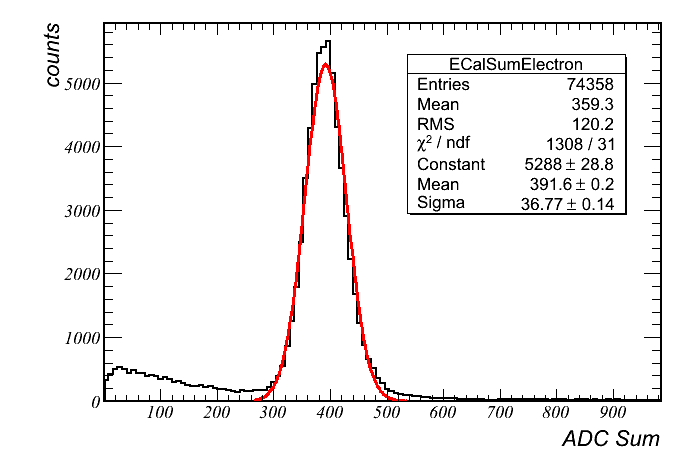 counts
ECalSumElectron
Entries 74358
Mean 359.3
RMS 120.2
χ² / ndf 1308 / 31
Constant 5288 ± 28.8
Mean 391.6 ± 0.2
Sigma 36.77 ± 0.14
5000
4000
3000
2000
1000
0
100 200 300 400 500 600 700 800 900
ADC Sum